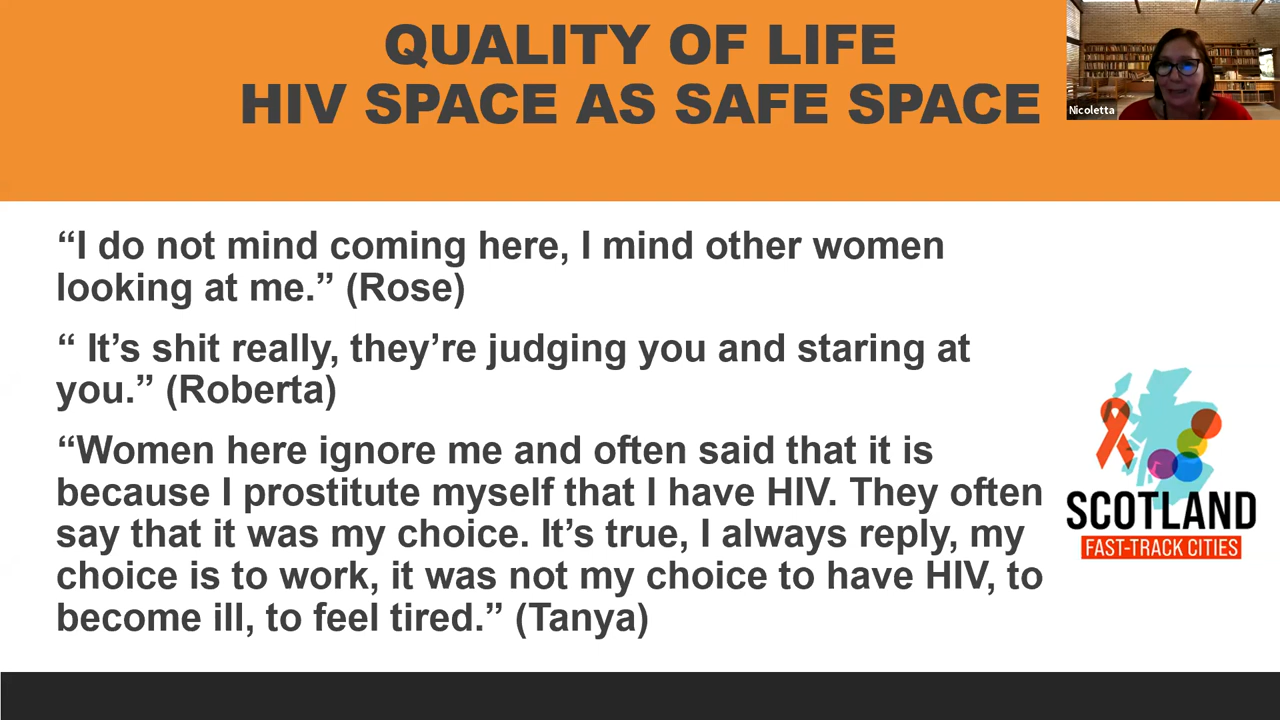 QUALITY OF LIFE
HIV SPACE AS SAFE SPACE
Nicoletta
“I do not mind coming here, I mind other women
looking at me.” (Rose)
“ It’s shit really, they’re judging you and staring at
you.” (Roberta)
“Women here ignore me and often said that it is
because I prostitute myself that I have HIV. They often
say that it was my choice. It’s true, I always reply, my
choice is to work, it was not my choice to have HIV, to
become ill, to feel tired.” (Tanya)
SCOTLAND
FAST-TRACK CITIES